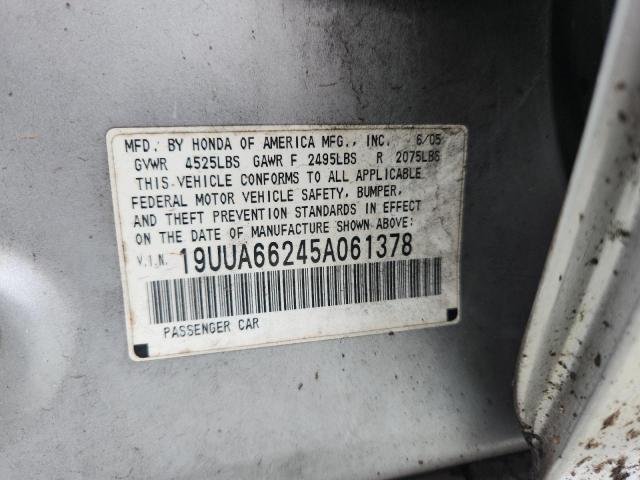 MFD. BY HONDA OF AMERICA MFG., INC. 6/05
GVWR 4525LBS GAWR F 2495LBS R 2075LBS
THIS VEHICLE CONFORMS TO ALL APPLICABLE
FEDERAL MOTOR VEHICLE SAFETY, BUMPER,
AND THEFT PREVENTION STANDARDS IN EFFECT
ON THE DATE OF MANUFACTURE SHOWN ABOVE:
V.I.N. 19UUA66245A061378
PASSENGER CAR